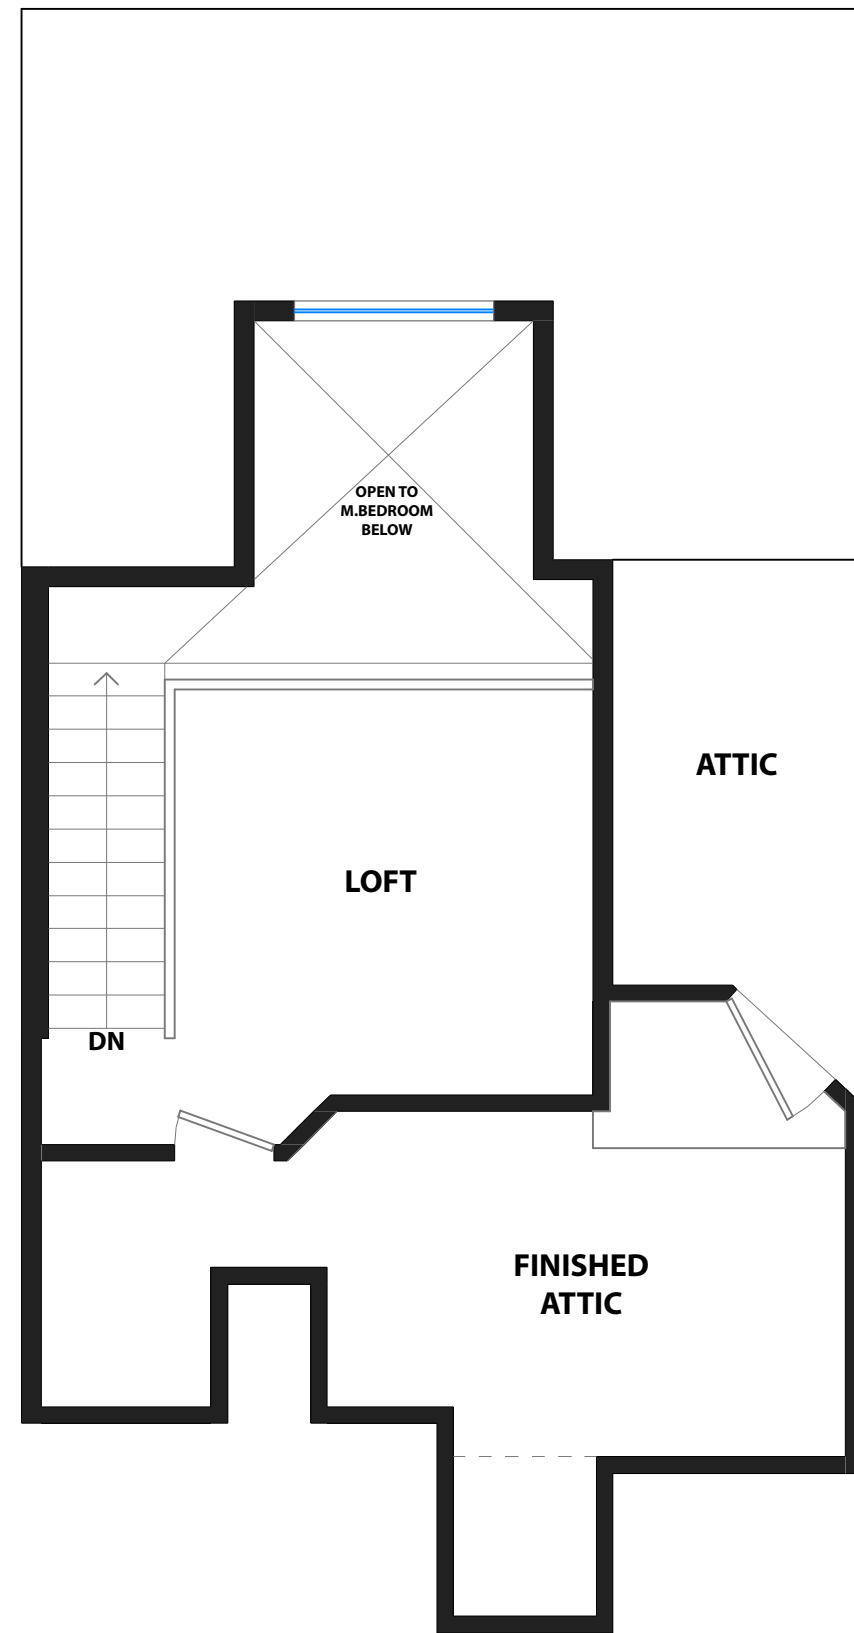 OPEN TO
M.BEDROOM
BELOW
ATTIC
LOFT
DN
FINISHED
ATTIC